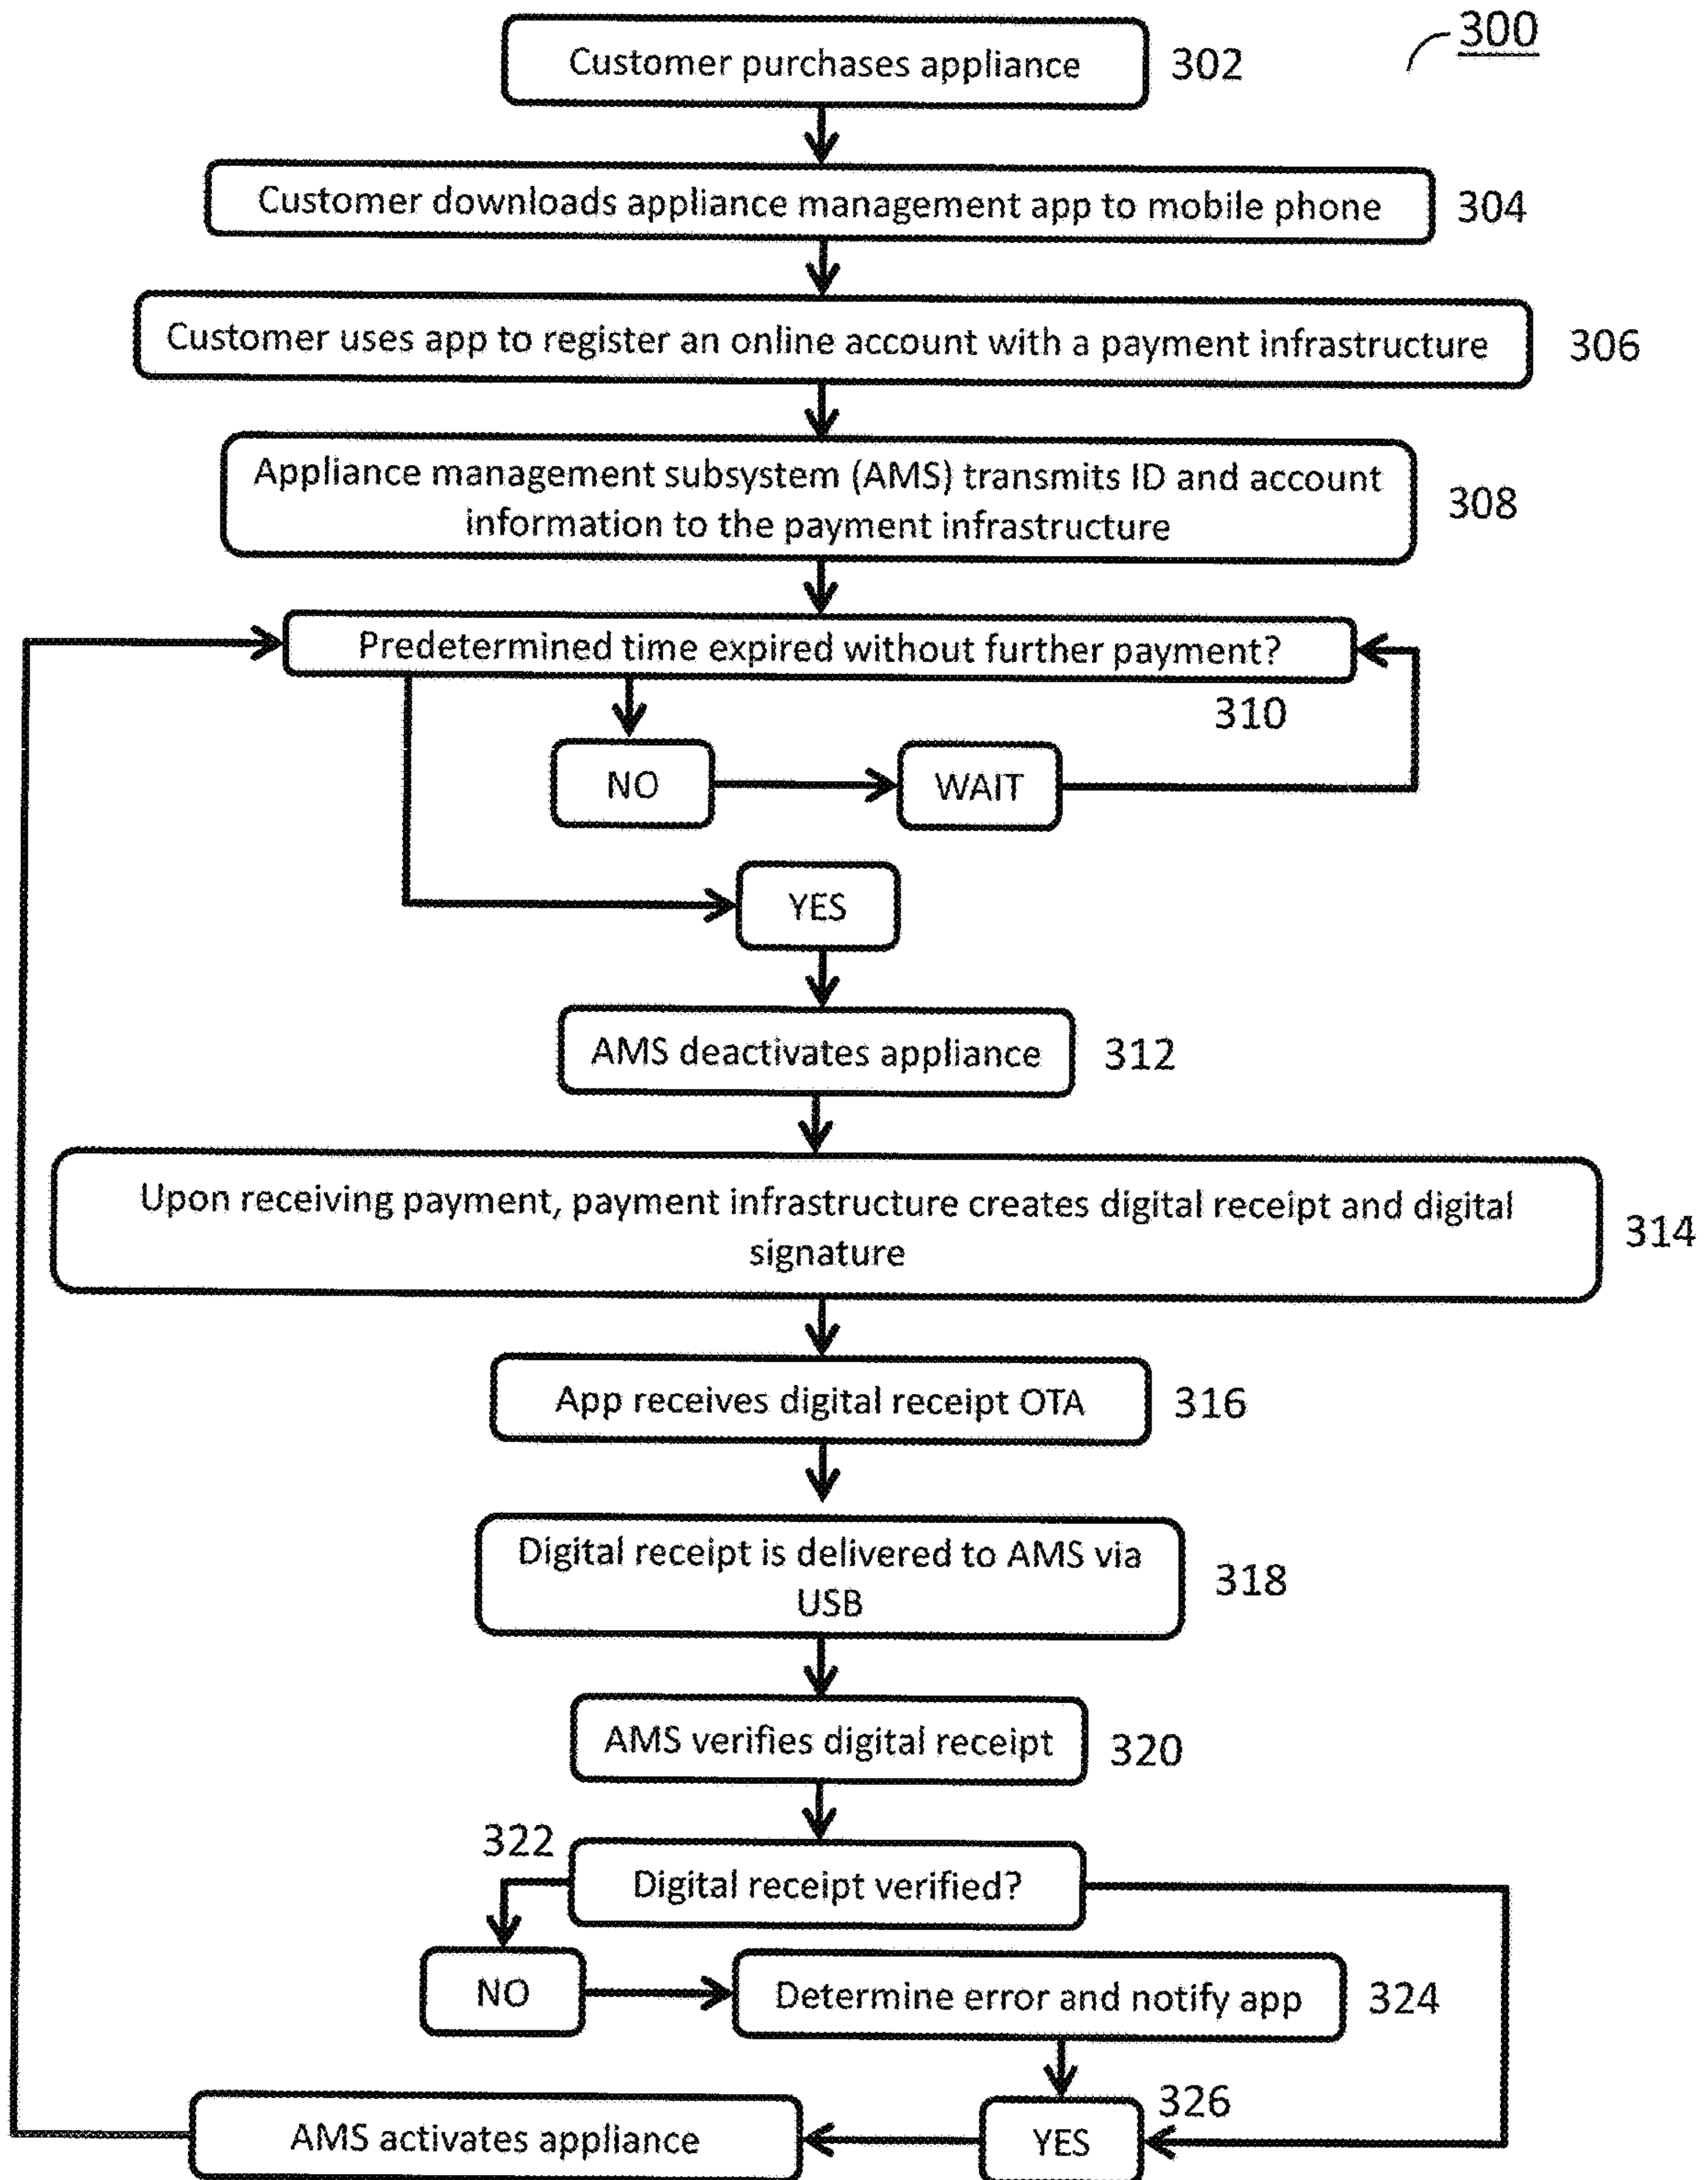 300
Customer purchases appliance 302
Customer downloads appliance management app to mobile phone 304
Customer uses app to register an online account with a payment infrastructure 306
Appliance management subsystem (AMS) transmits ID and account
information to the payment infrastructure
308
Predetermined time expired without further payment?
310
NO
WAIT
YES
AMS deactivates appliance 312
Upon receiving payment, payment infrastructure creates digital receipt and digital
signature
314
App receives digital receipt OTA 316
Digital receipt is delivered to AMS via
USB
318
AMS verifies digital receipt 320
322
Digital receipt verified?
NO
Determine error and notify app 324
326
AMS activates appliance
YES